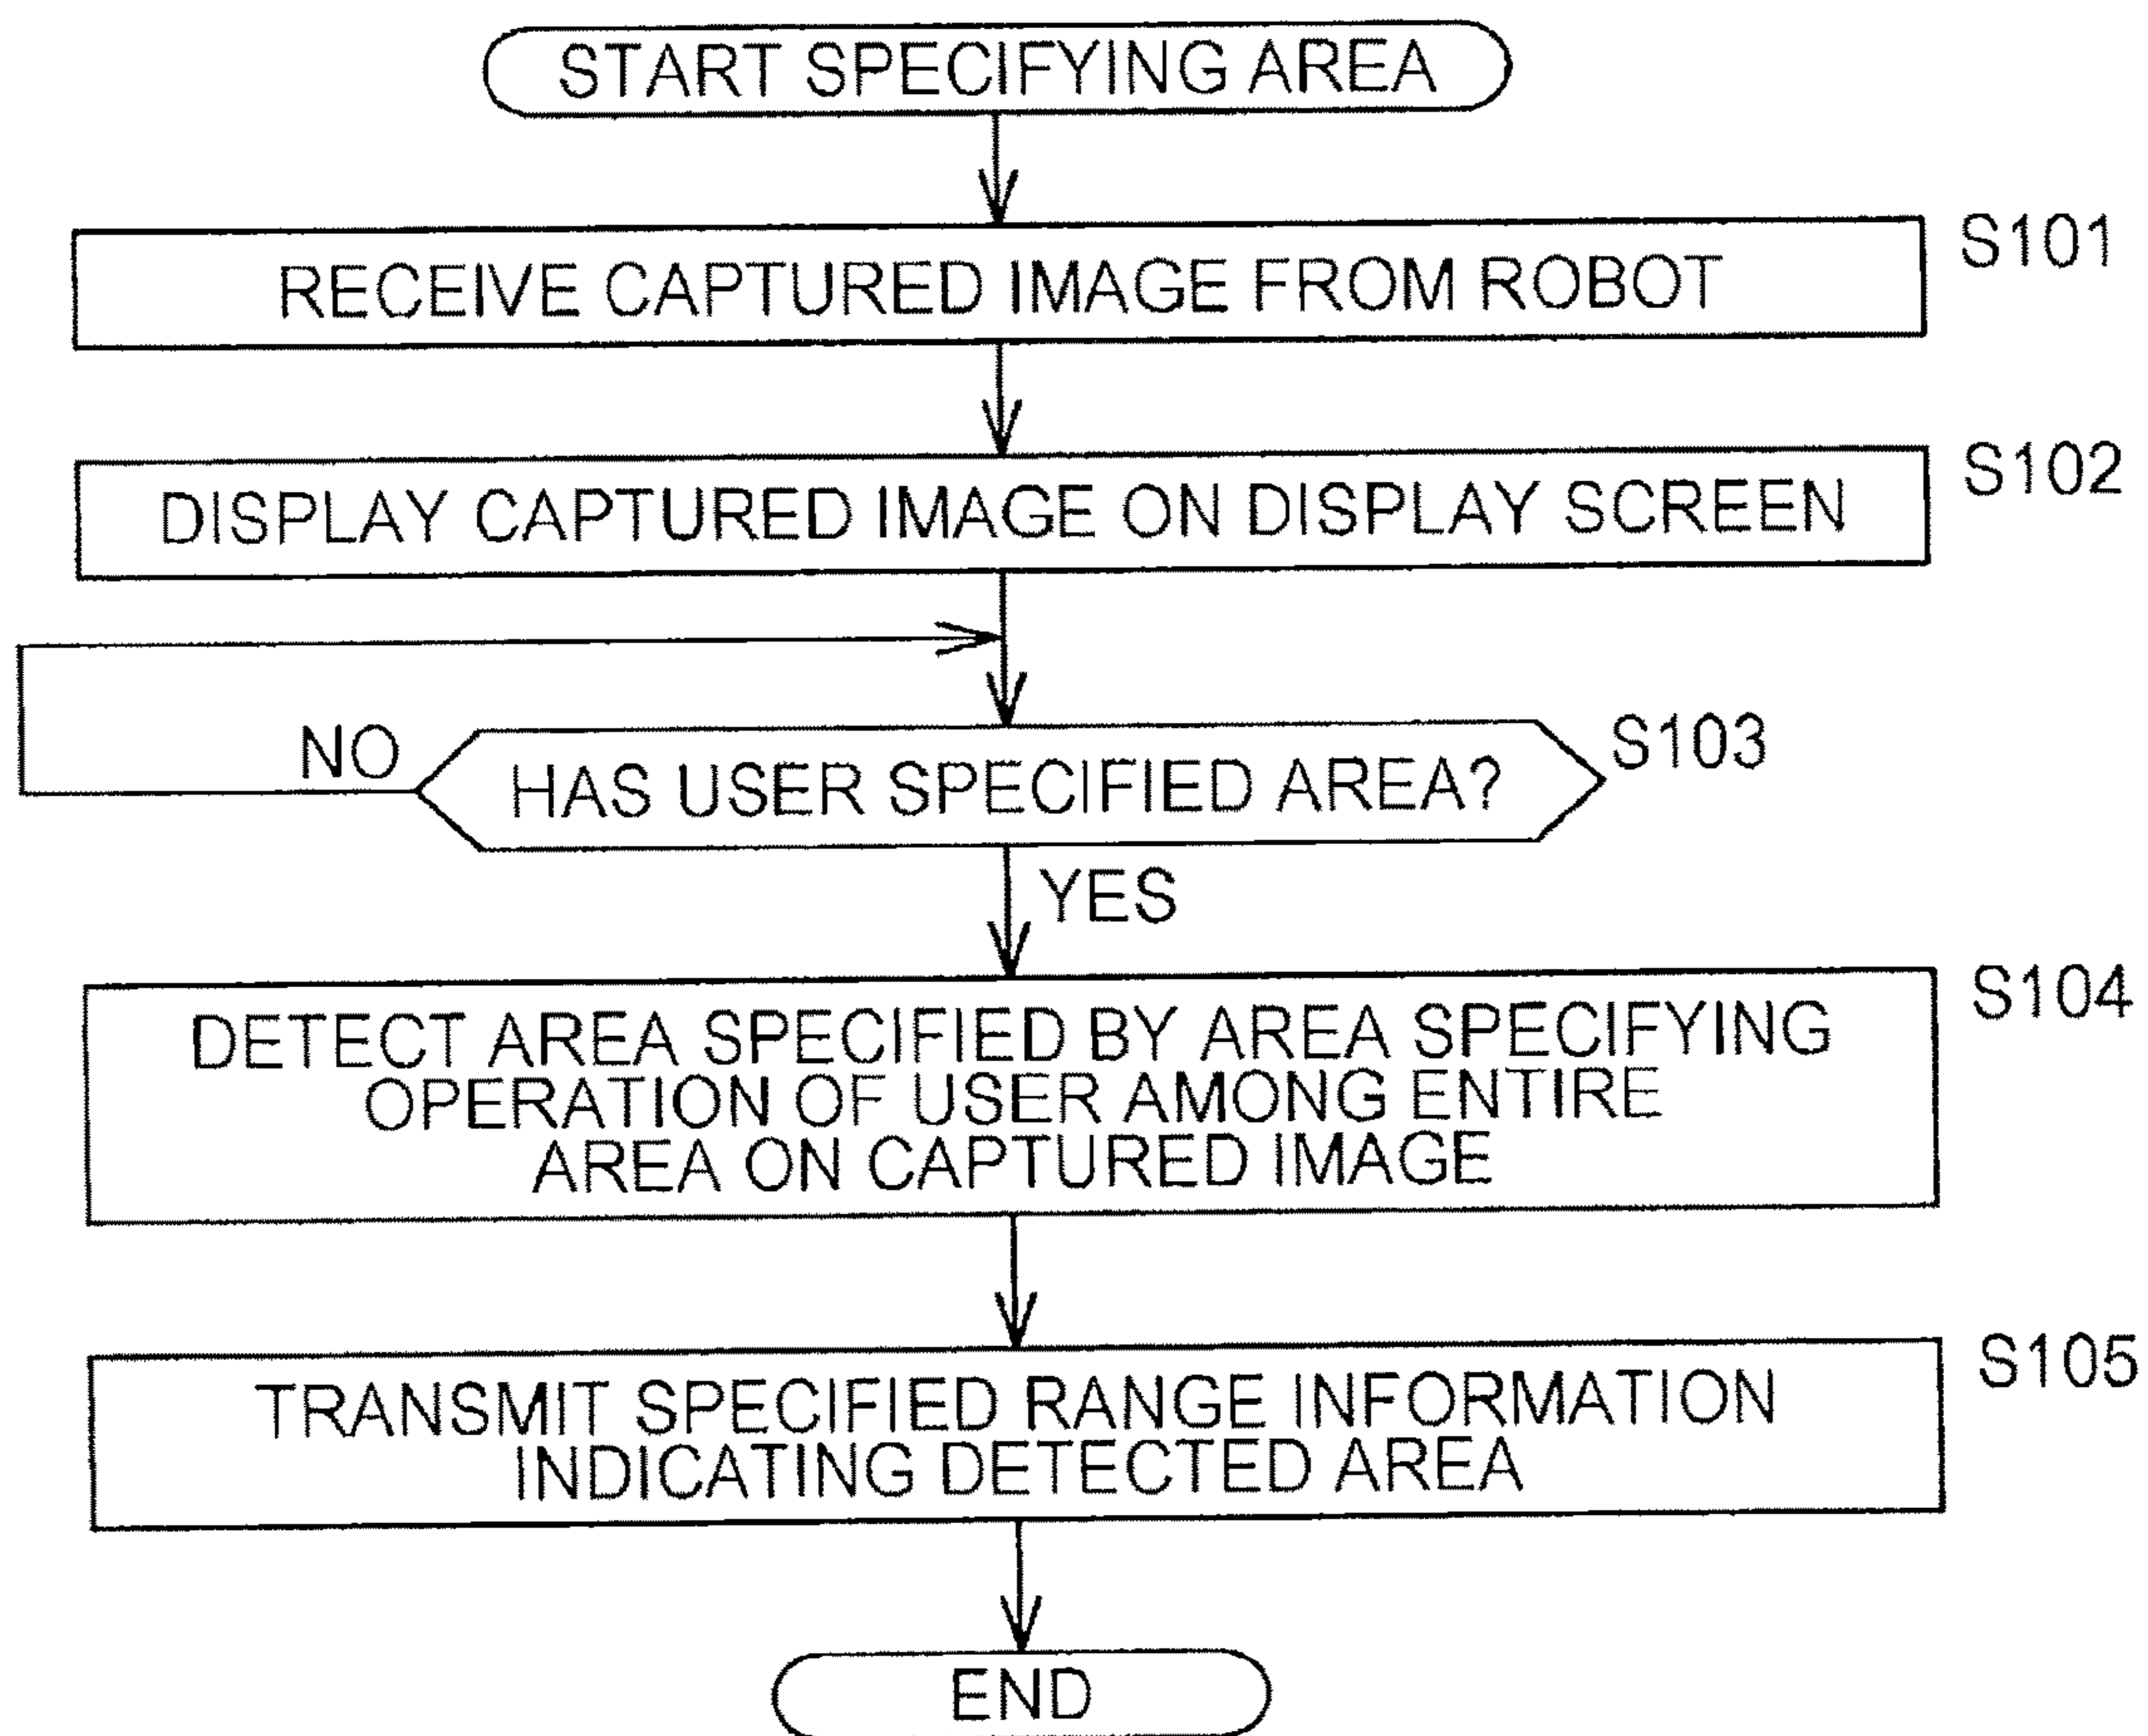 START SPECIFYING AREA
S101
RECEIVE CAPTURED IMAGE FROM ROBOT
S102
DISPLAY CAPTURED IMAGE ON DISPLAY SCREEN
NO
S103
HAS USER SPECIFIED AREA?
YES
S104
DETECT AREA SPECIFIED BY AREA SPECIFYING
OPERATION OF USER AMONG ENTIRE
AREA ON CAPTURED IMAGE
S105
TRANSMIT SPECIFIED RANGE INFORMATION
INDICATING DETECTED AREA
END